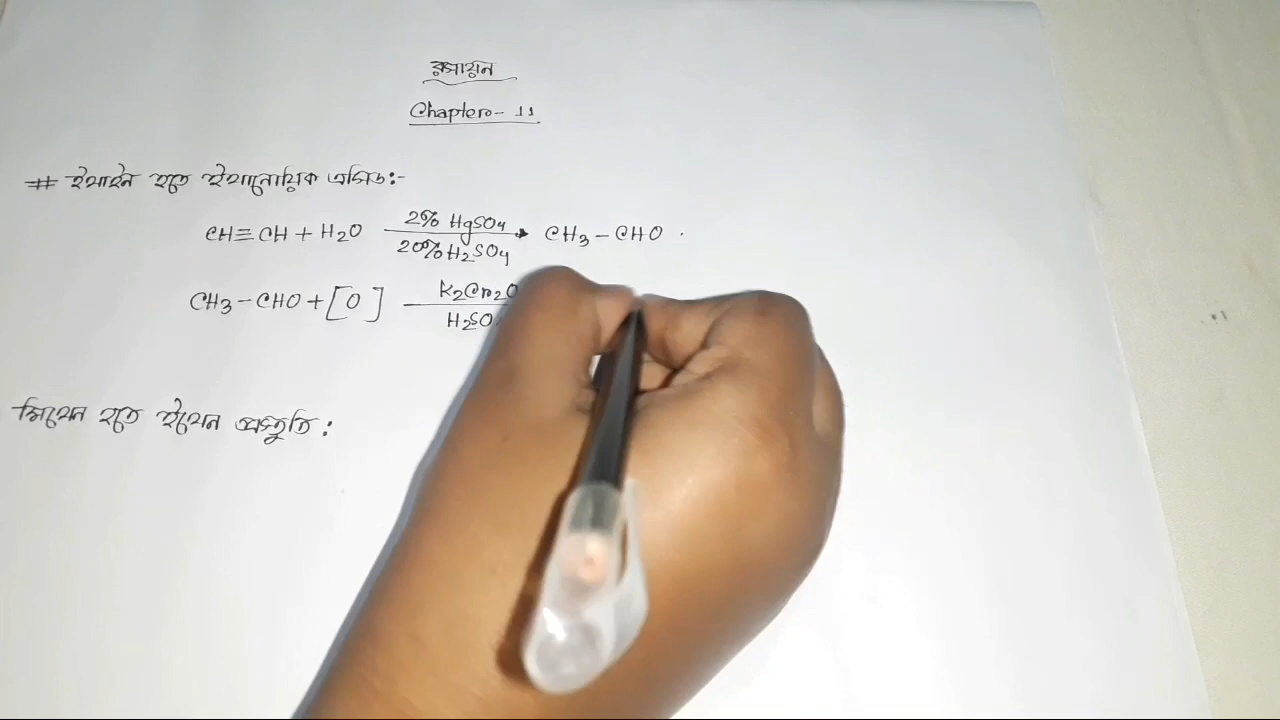 রসায়ন
Chapter-11
# ইথাইন হতে ইথানোয়িক এসিড:-
CH≡CH + H₂O 2% HgSO₄ / 20% H₂SO₄ → CH₃-CHO.
CH₃-CHO + [O] K₂Cr₂O / H₂SO
মিথেন হতে ইথেন প্রস্তুতি: